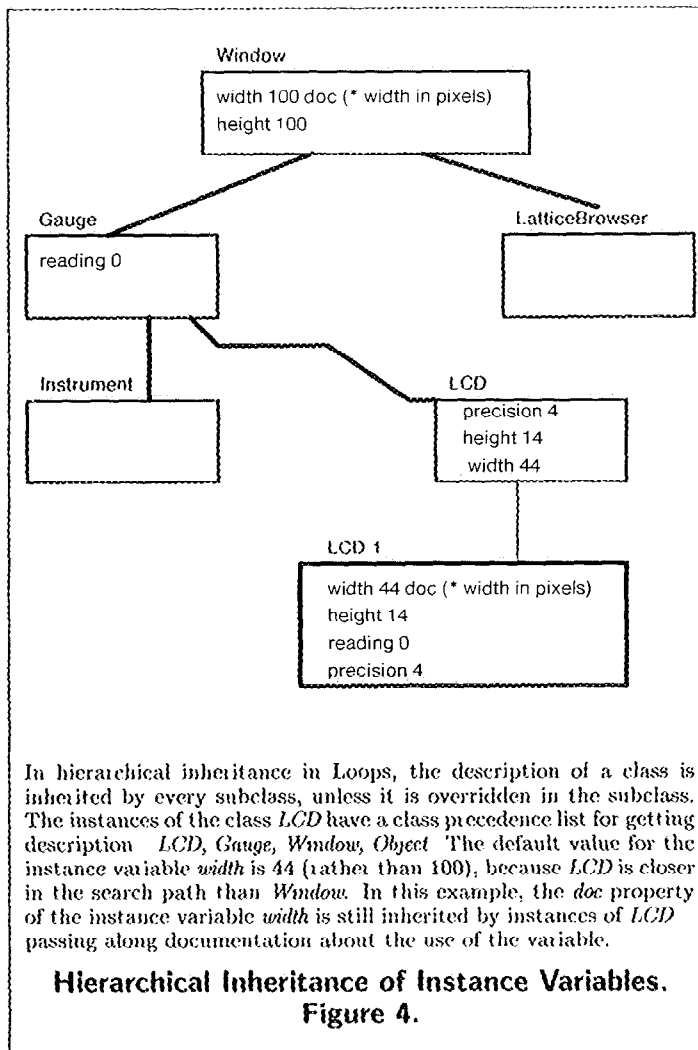 Window
width 100 doc (* width in pixels)
height 100
Gauge
reading 0
LatticeBrowser
Instrument
LCD
precision 4
height 14
width 44
LCD 1
width 44 doc (* width in pixels)
height 14
reading 0
precision 4
In hierarchical inheritance in Loops, the description of a class is
inherited by every subclass, unless it is overridden in the subclass.
The instances of the class LCD have a class precedence list for getting
description LCD, Gauge, Window, Object The default value for the
instance variable width is 44 (rather than 100), because LCD is closer
in the search path than Window. In this example, the doc property
of the instance variable width is still inherited by instances of LCD
passing along documentation about the use of the variable.
Hierarchical Inheritance of Instance Variables.
Figure 4.